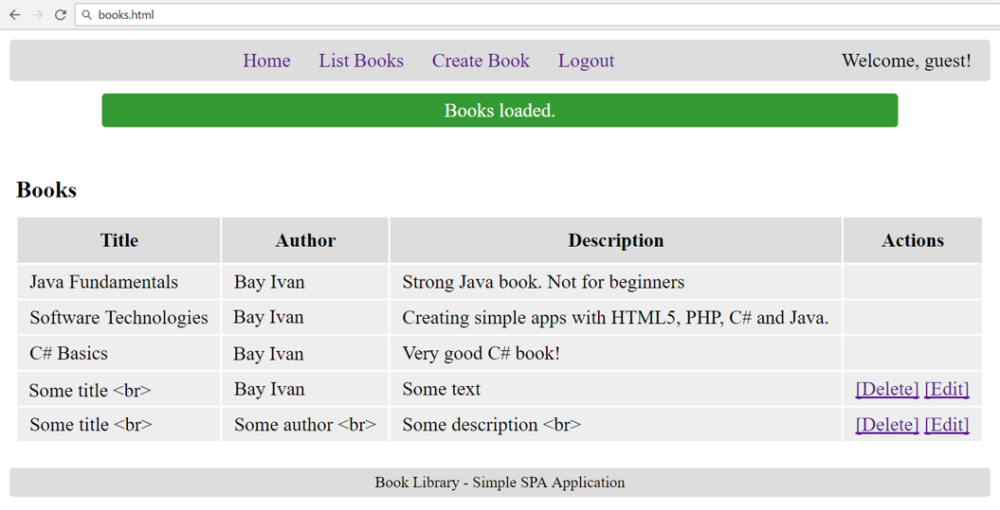 books.html
Home List Books Create Book Logout Welcome, guest!
Books loaded.
Books
Title Author Description Actions
Java Fundamentals Bay Ivan Strong Java book. Not for beginners
Software Technologies Bay Ivan Creating simple apps with HTML5, PHP, C# and Java.
C# Basics Bay Ivan Very good C# book!
Some title <br> Bay Ivan Some text [Delete] [Edit]
Some title <br> Some author <br> Some description <br> [Delete] [Edit]
Book Library - Simple SPA Application